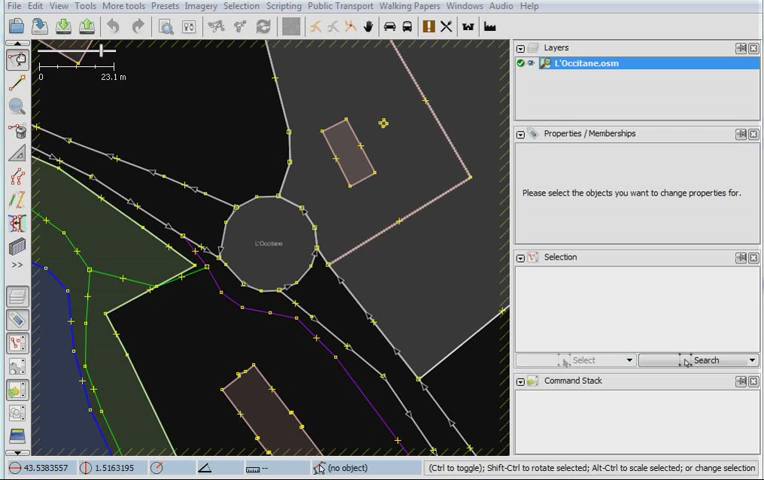 File Edit View Tools More tools Presets Imagery Selection Scripting Public Transport Walking Papers Windows Audio Help
Layers
0 23.1 m
L'Occitane.osm
Properties / Memberships
Please select the objects you want to change properties for.
L'Occitane
Selection
>>
Select Search
Command Stack
43.5383557 1.5163195 -- (no object) (Ctrl to toggle); Shift-Ctrl to rotate selected; Alt-Ctrl to scale selected; or change selection